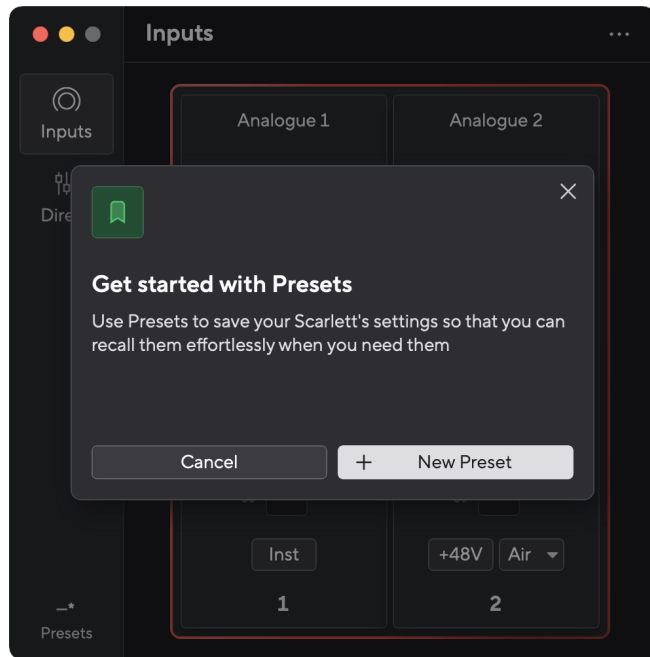 Inputs
Inputs
Analogue 1
Analogue 2
Get started with Presets
Use Presets to save your Scarlett's settings so that you can
recall them effortlessly when you need them
Cancel
+ New Preset
Inst
+48V
Air
1
2
Presets